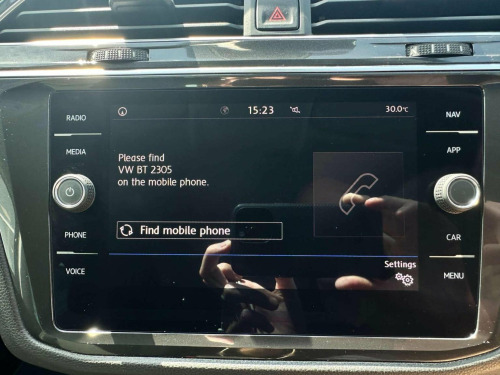 RADIO
MEDIA
PHONE
VOICE
15:23
30.0°C
Please find
VW BT 2305
on the mobile phone.
Find mobile phone
Settings
NAV
APP
CAR
MENU